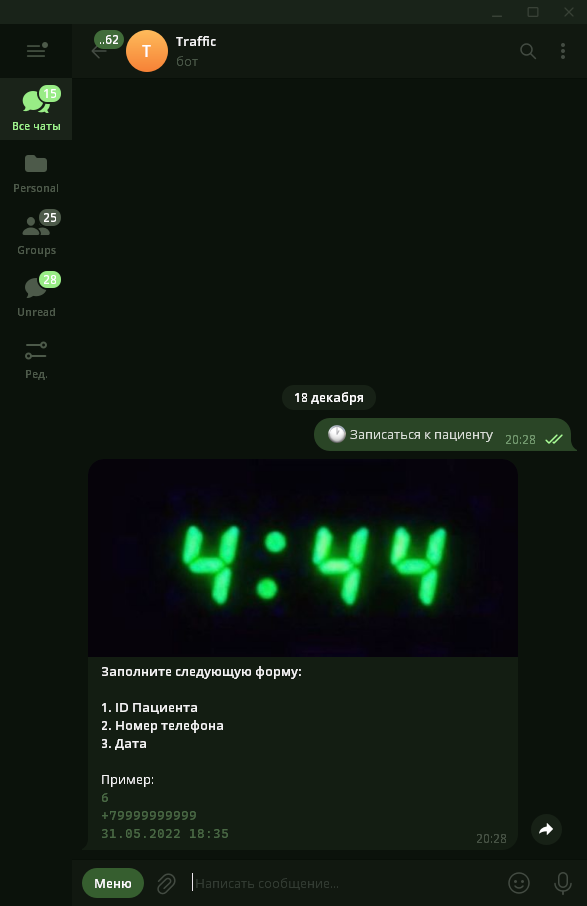 ..62
T
Traffic
бот
15
Все чаты
Personal
25
Groups
28
Unread
Ред.
18 декабря
Записаться к пациенту 20:28
4:44
Заполните следующую форму:
1. ID Пациента
2. Номер телефона
3. Дата
Пример:
6
+79999999999
31.05.2022 18:35
20:28
Меню
Написать сообщение...